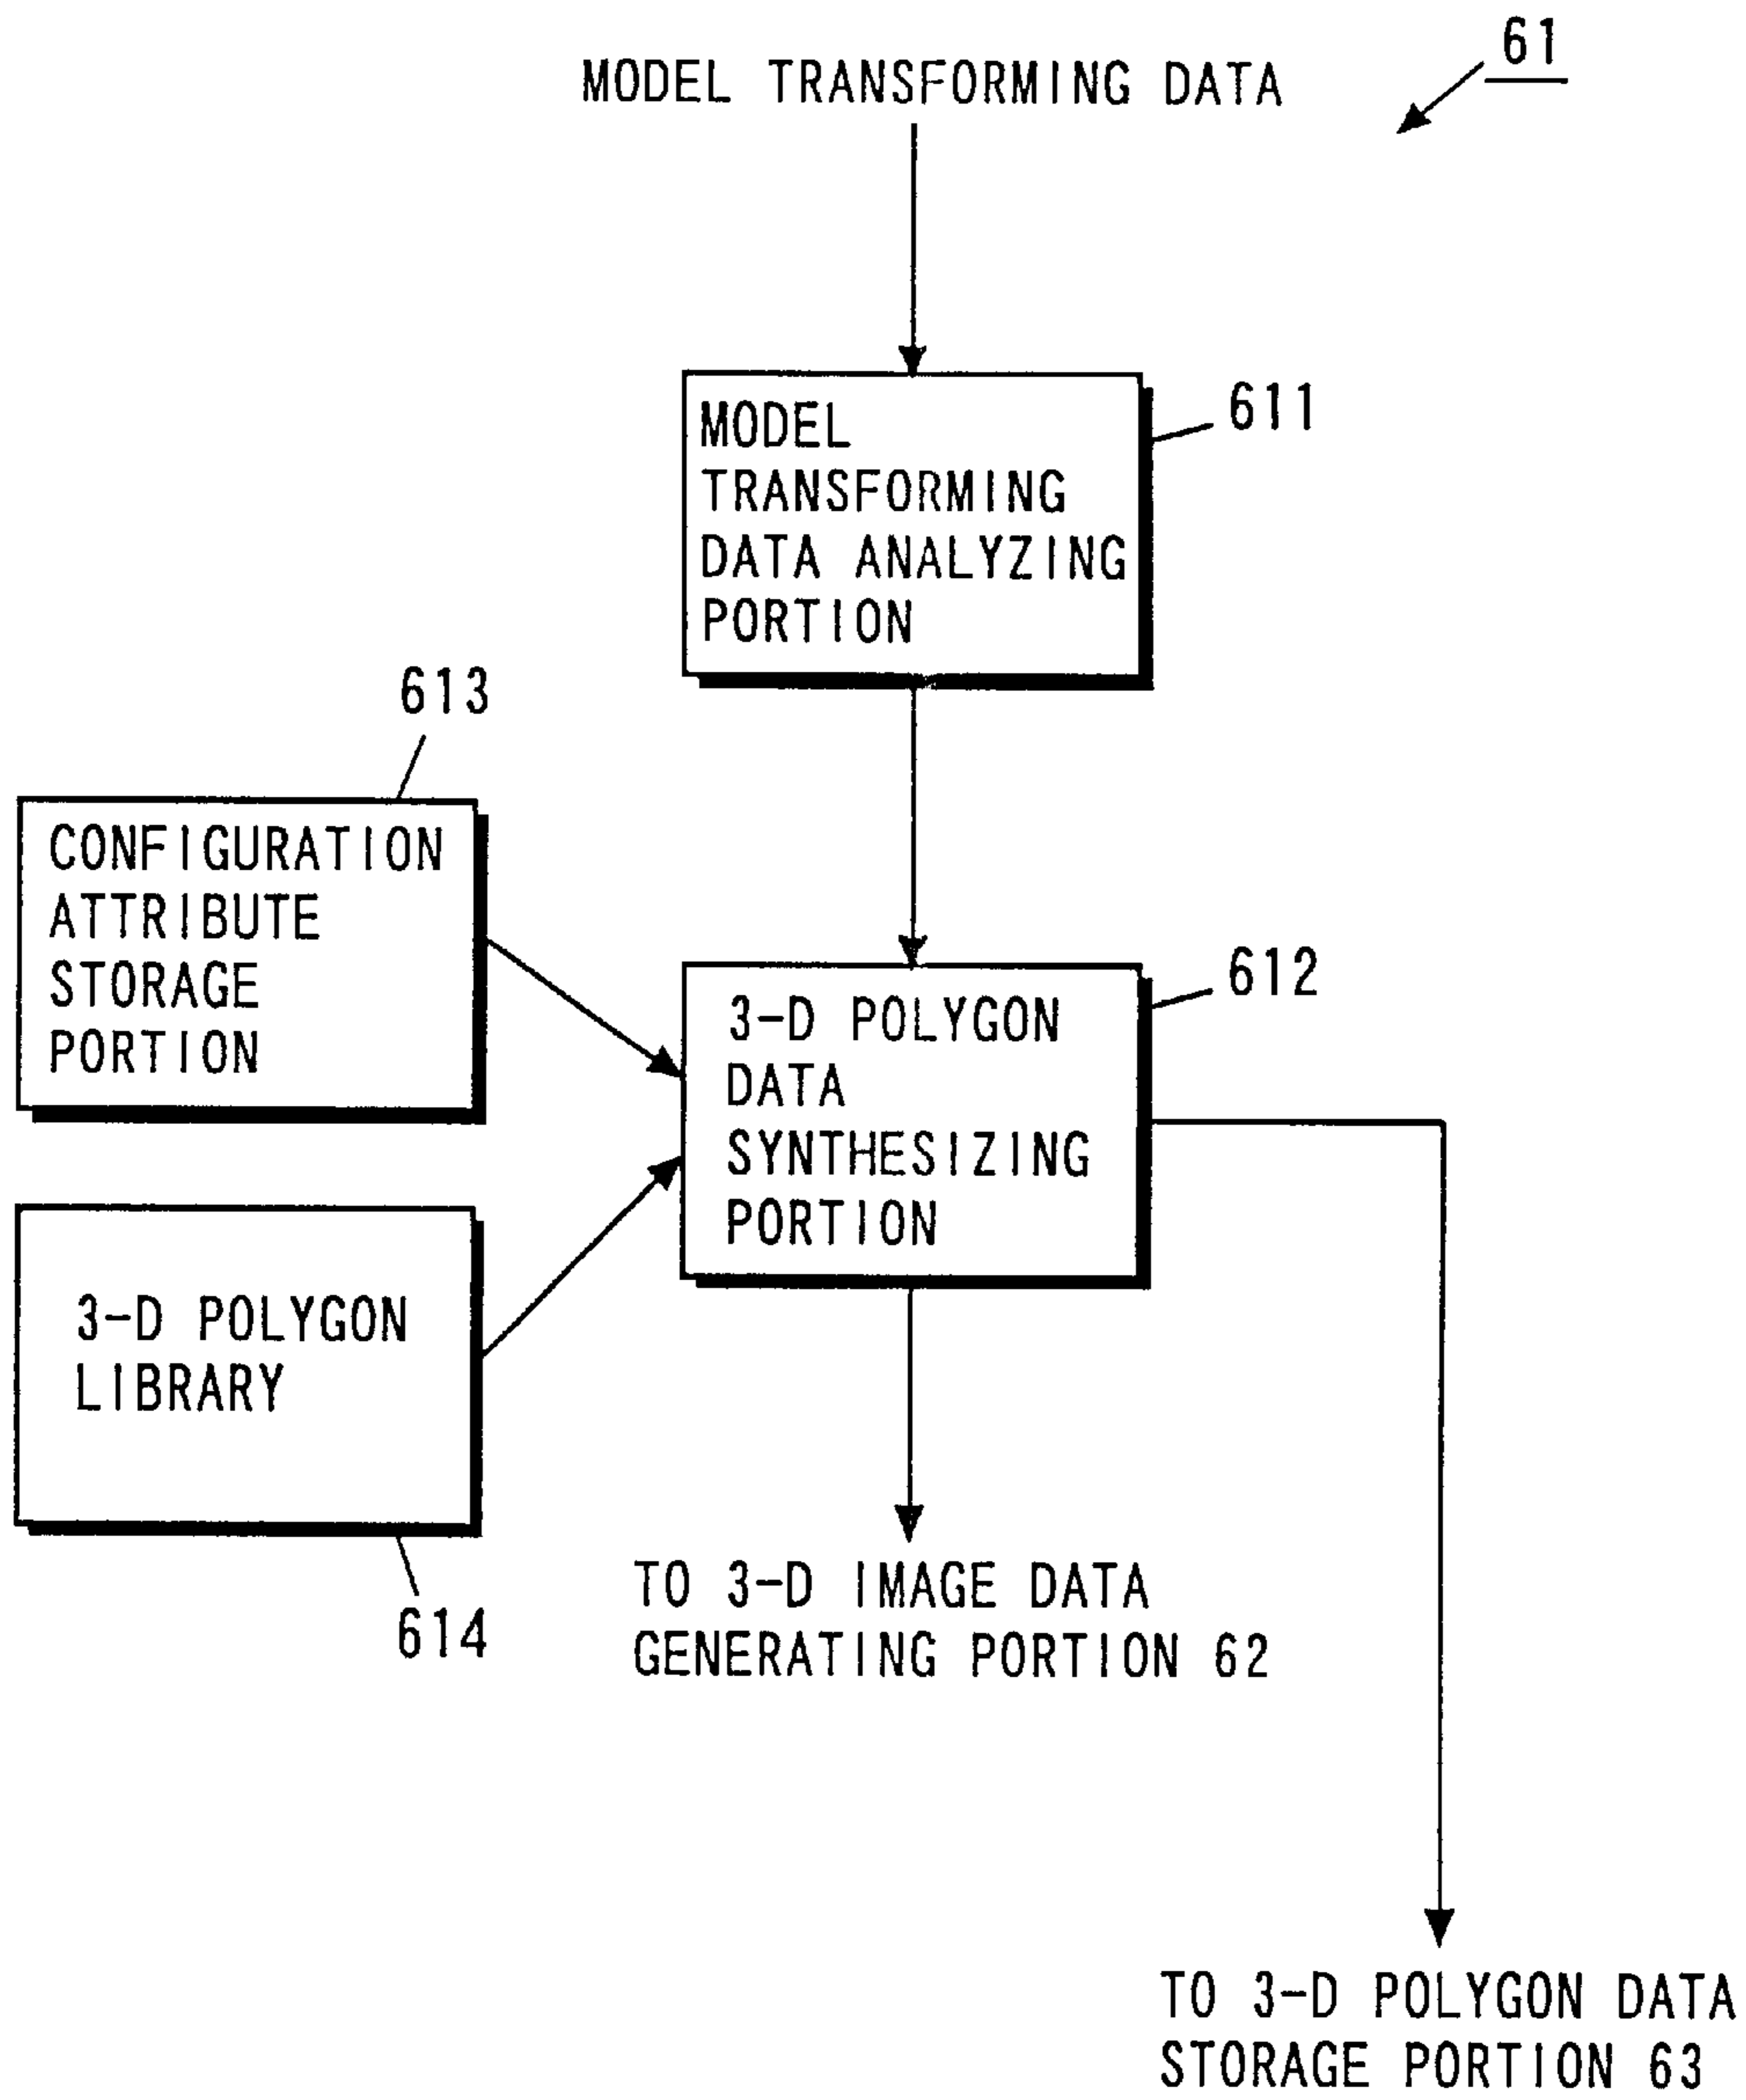 61
MODEL TRANSFORMING DATA
611
MODEL
TRANSFORMING
DATA ANALYZING
PORTION
613
CONFIGURATION
ATTRIBUTE
STORAGE
PORTION
612
3-D POLYGON
DATA
SYNTHESIZING
PORTION
3-D POLYGON
LIBRARY
614
TO 3-D IMAGE DATA
GENERATING PORTION 62
TO 3-D POLYGON DATA
STORAGE PORTION 63